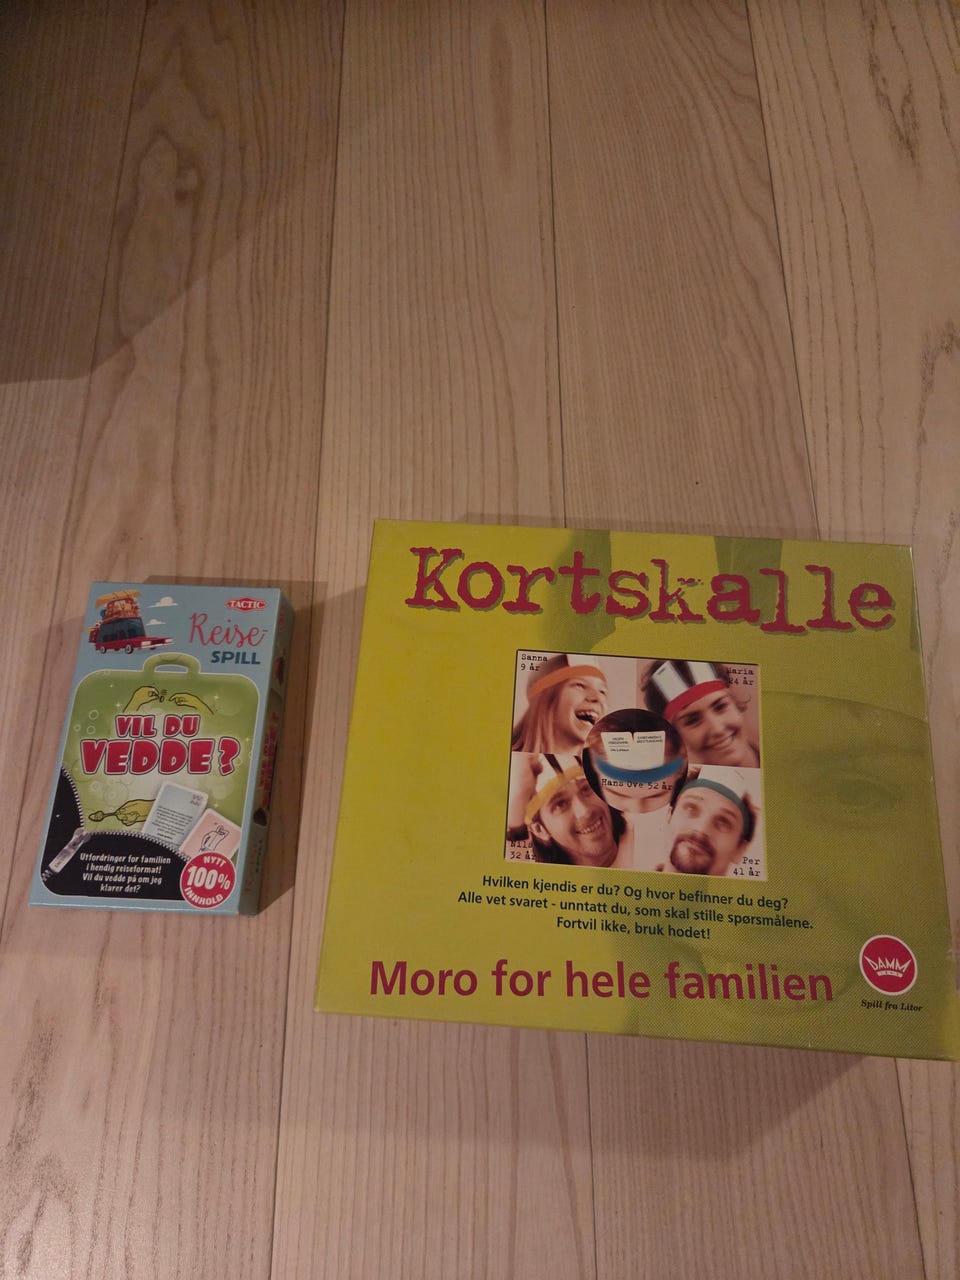 TACTIC
Reise-
SPILL
VIL DU
VEDDE?
Utfordringer for familien
i hendig reiseformat!
Vil du vedde på om jeg
klarer det?
NYTT
100%
INNHOLD
Kortskalle
Sanna
9 år
Maria
24 år
Hans Ove 52 år
Nils
32 år
Per
41 år
Hvilken kjendis er du? Og hvor befinner du deg?
Alle vet svaret - unntatt du, som skal stille spørsmålene.
Fortvil ikke, bruk hodet!
Moro for hele familien
DAMM
Spill fra Litor